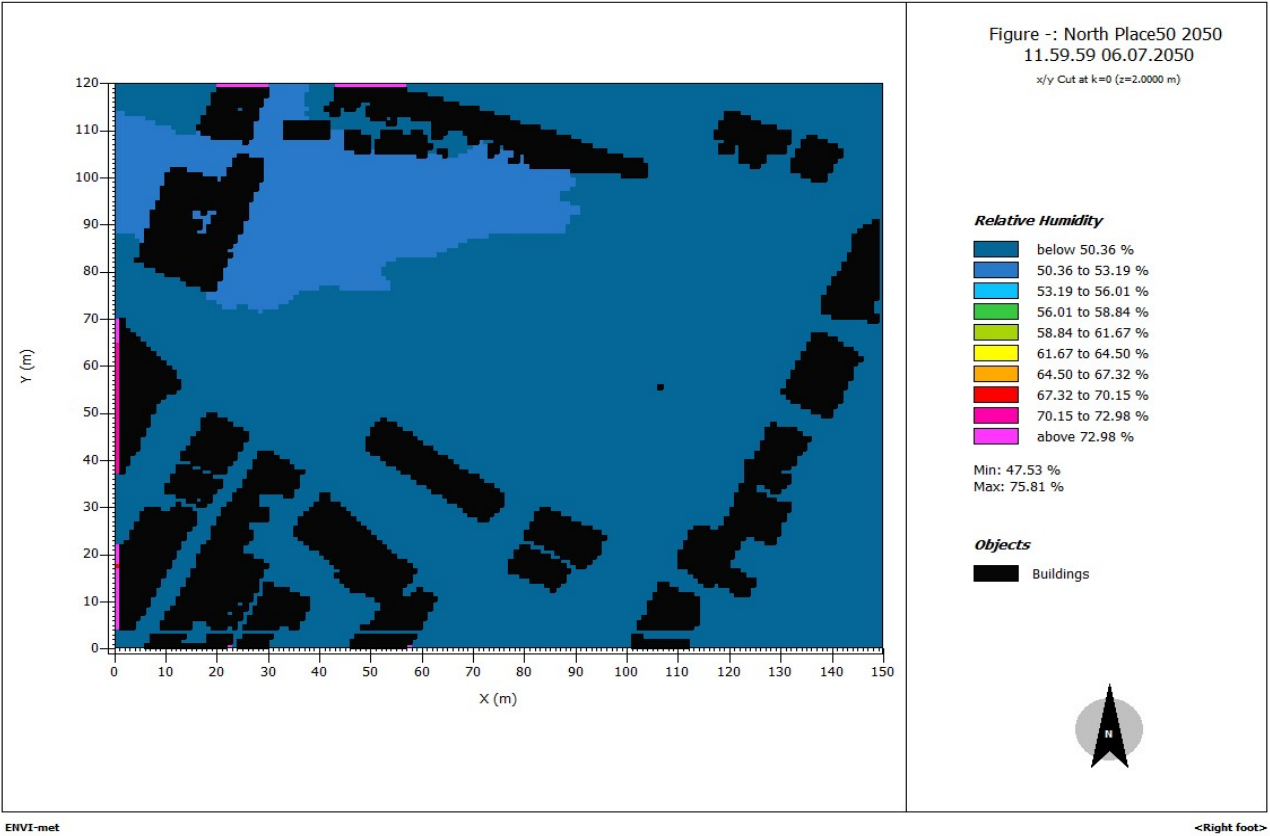 Figure -: North Place50 2050
11.59.59 06.07.2050
x/y Cut at k=0 (z=2.0000 m)
120
110
100
90
80
70
60
50
40
30
20
10
0
Y (m)
0 10 20 30 40 50 60 70 80 90 100 110 120 130 140 150
X (m)
Relative Humidity
below 50.36 %
50.36 to 53.19 %
53.19 to 56.01 %
56.01 to 58.84 %
58.84 to 61.67 %
61.67 to 64.50 %
64.50 to 67.32 %
67.32 to 70.15 %
70.15 to 72.98 %
above 72.98 %
Min: 47.53 %
Max: 75.81 %
Objects
Buildings
N
ENVI-met
<Right foot>